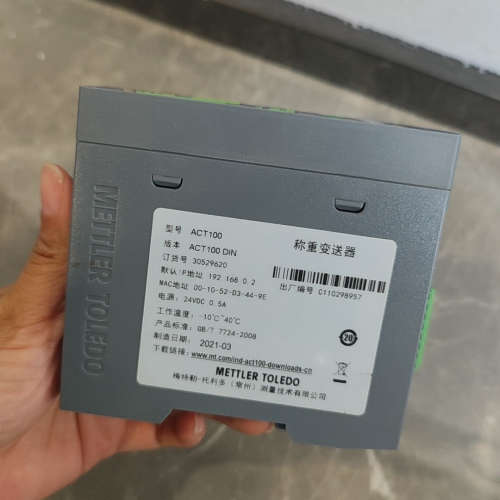 METTLER TOLEDO
型号 ACT100
版本 ACT100 DIN
称重变送器
订货号 30529620
默认IP地址 192.168.0.2
出厂编号 C110298957
MAC地址 00-10-52-D3-44-9E
电源: 24VDC 0.5A
工作温度: -10℃~40℃
产品标准: GB/T 7724-2008
制造日期: 2021-03
下载链接: www.mt.com/ind-act100-downloads-cn
20
METTLER TOLEDO
梅特勒-托利多(常州)测量技术有限公司